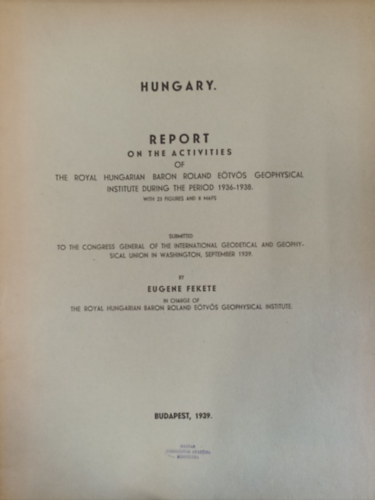 HUNGARY.
REPORT
ON THE ACTIVITIES
OF
THE ROYAL HUNGARIAN BARON ROLAND EÖTVÖS GEOPHYSICAL
INSTITUTE DURING THE PERIOD 1936-1938.
WITH 25 FIGURES AND 8 MAPS
SUBMITTED
TO THE CONGRESS GENERAL OF THE INTERNATIONAL GEODETICAL AND GEOPHY-
SICAL UNION IN WASHINGTON, SEPTEMBER 1939.
BY
EUGENE FEKETE
IN CHARGE OF
THE ROYAL HUNGARIAN BARON ROLAND EÖTVÖS GEOPHYSICAL INSTITUTE.
BUDAPEST, 1939.